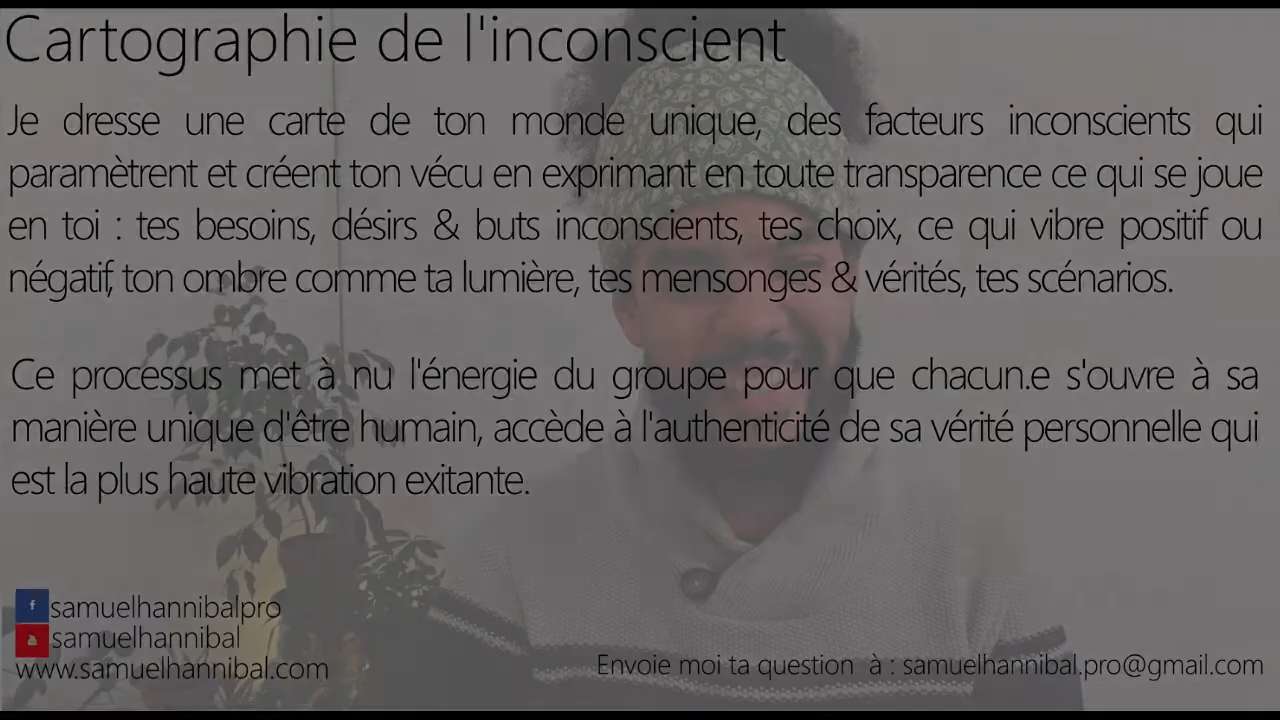 Cartographie de l'inconscient
Je dresse une carte de ton monde unique, des facteurs inconscients qui
paramètrent et créent ton vécu en exprimant en toute transparence ce qui se joue
en toi : tes besoins, désirs & buts inconscients, tes choix, ce qui vibre positif ou
négatif, ton ombre comme ta lumière, tes mensonges & vérités, tes scénarios.
Ce processus met à nu l'énergie du groupe pour que chacun.e s'ouvre à sa
manière unique d'être humain, accède à l'authenticité de sa vérité personnelle qui
est la plus haute vibration exitante.
f samuelhannibalpro
samuelhannibal
www.samuelhannibal.com
Envoie moi ta question à : samuelhannibal.pro@gmail.com